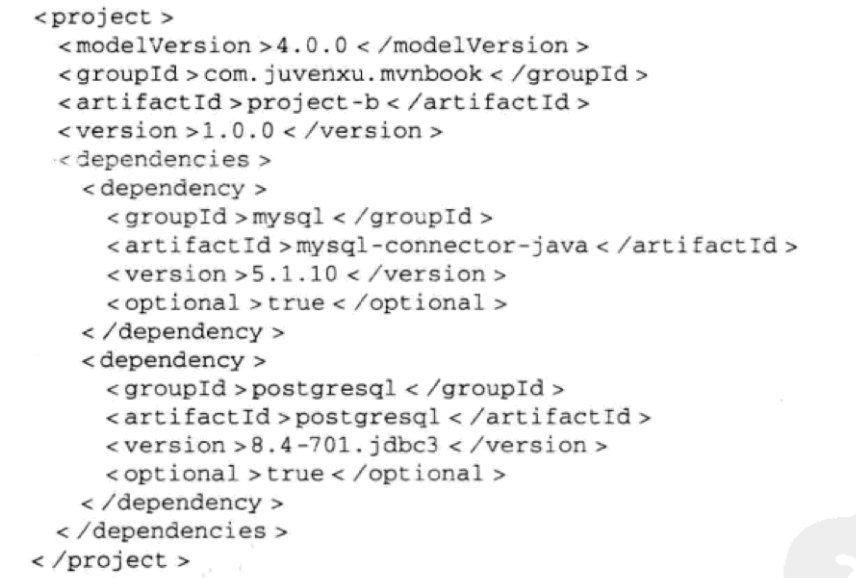 <project>
<modelVersion>4.0.0</modelVersion>
<groupId>com.juvenxu.mvnbook</groupId>
<artifactId>project-b</artifactId>
<version>1.0.0</version>
<dependencies>
<dependency>
<groupId>mysql</groupId>
<artifactId>mysql-connector-java</artifactId>
<version>5.1.10</version>
<optional>true</optional>
</dependency>
<dependency>
<groupId>postgresql</groupId>
<artifactId>postgresql</artifactId>
<version>8.4-701.jdbc3</version>
<optional>true</optional>
</dependency>
</dependencies>
</project>